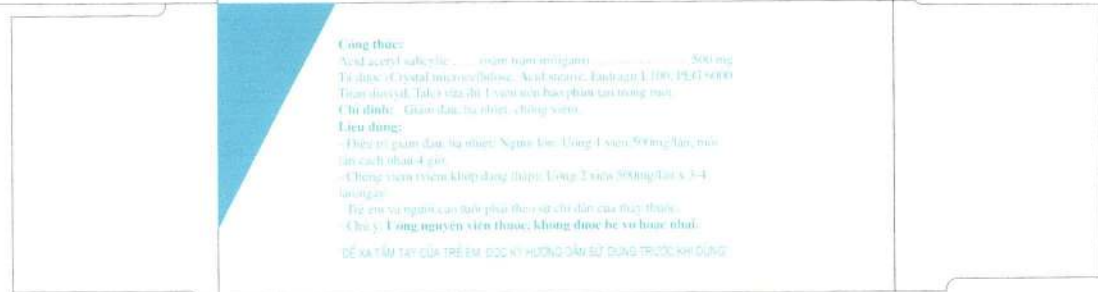 Công thức:
Acid acetyl salicylic ..... (năm trăm miligam) ..................... 500 mg
Tá dược (Crystal microcellulose, Acid stearic, Eudragit L100, PEG 6000
Titan dioxyd, Talc) vừa đủ 1 viên nén bao phim tan trong ruột.
Chỉ định: Giảm đau, hạ nhiệt, chống viêm.
Liều dùng:
- Điều trị giảm đau, hạ nhiệt: Người lớn: Uống 1 viên 500mg/lần, mỗi
lần cách nhau 4 giờ.
- Chống viêm (viêm khớp dạng thấp): Uống 2 viên 500mg/lần x 3-4
lần/ngày
- Trẻ em và người cao tuổi phải theo sự chỉ dẫn của thầy thuốc.
- Chú ý: Uống nguyên viên thuốc, không được bẻ vỡ hoặc nhai.
ĐỂ XA TẦM TAY CỦA TRẺ EM. ĐỌC KỸ HƯỚNG DẪN SỬ DỤNG TRƯỚC KHI DÙNG